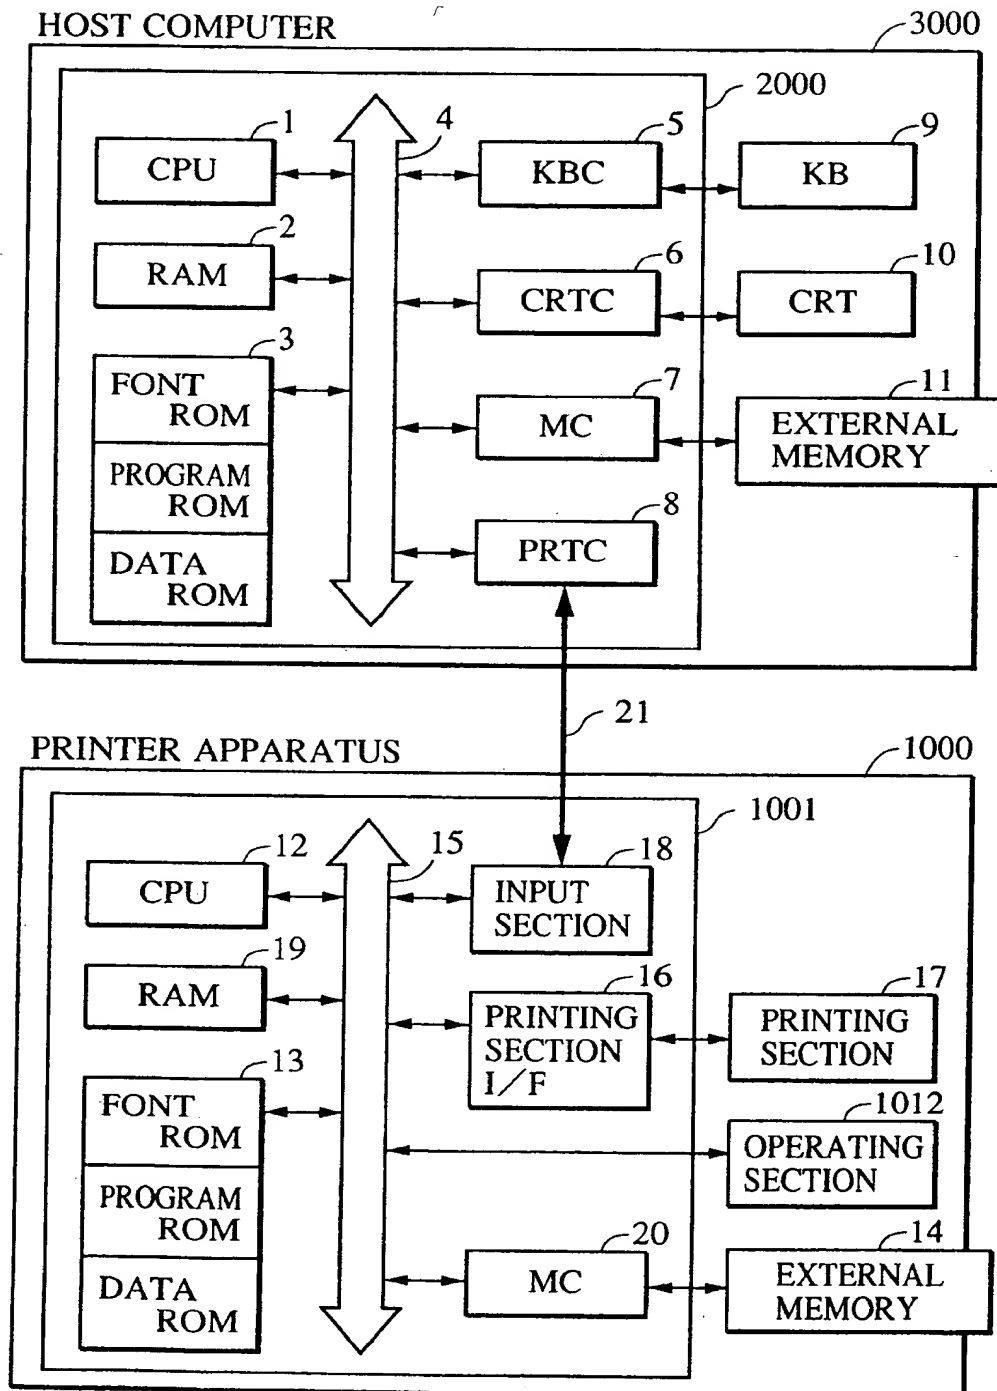 HOST COMPUTER
3000
2000
1
CPU
4
5
KBC
9
KB
2
RAM
6
CRTC
10
CRT
3
FONT
ROM
PROGRAM
ROM
DATA
ROM
7
MC
11
EXTERNAL
MEMORY
8
PRTC
21
PRINTER APPARATUS
1000
1001
12
CPU
15
18
INPUT
SECTION
19
RAM
16
PRINTING
SECTION
I/F
17
PRINTING
SECTION
13
FONT
ROM
PROGRAM
ROM
DATA
ROM
1012
OPERATING
SECTION
20
MC
14
EXTERNAL
MEMORY